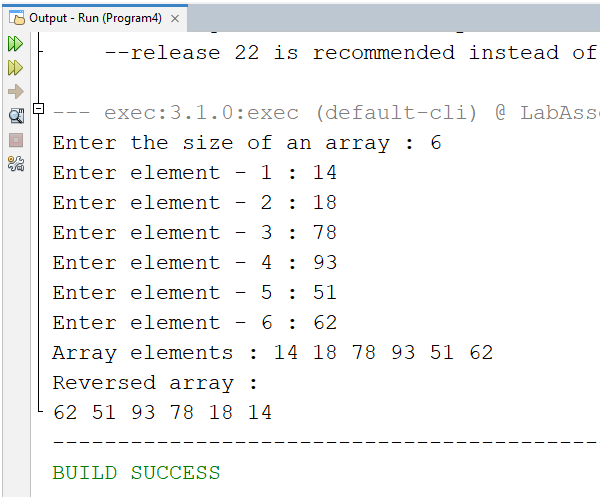 Output - Run (Program4)
--release 22 is recommended instead of
--- exec:3.1.0:exec (default-cli) @ LabAss
Enter the size of an array : 6
Enter element - 1 : 14
Enter element - 2 : 18
Enter element - 3 : 78
Enter element - 4 : 93
Enter element - 5 : 51
Enter element - 6 : 62
Array elements : 14 18 78 93 51 62
Reversed array :
62 51 93 78 18 14
------------------------------------------
BUILD SUCCESS